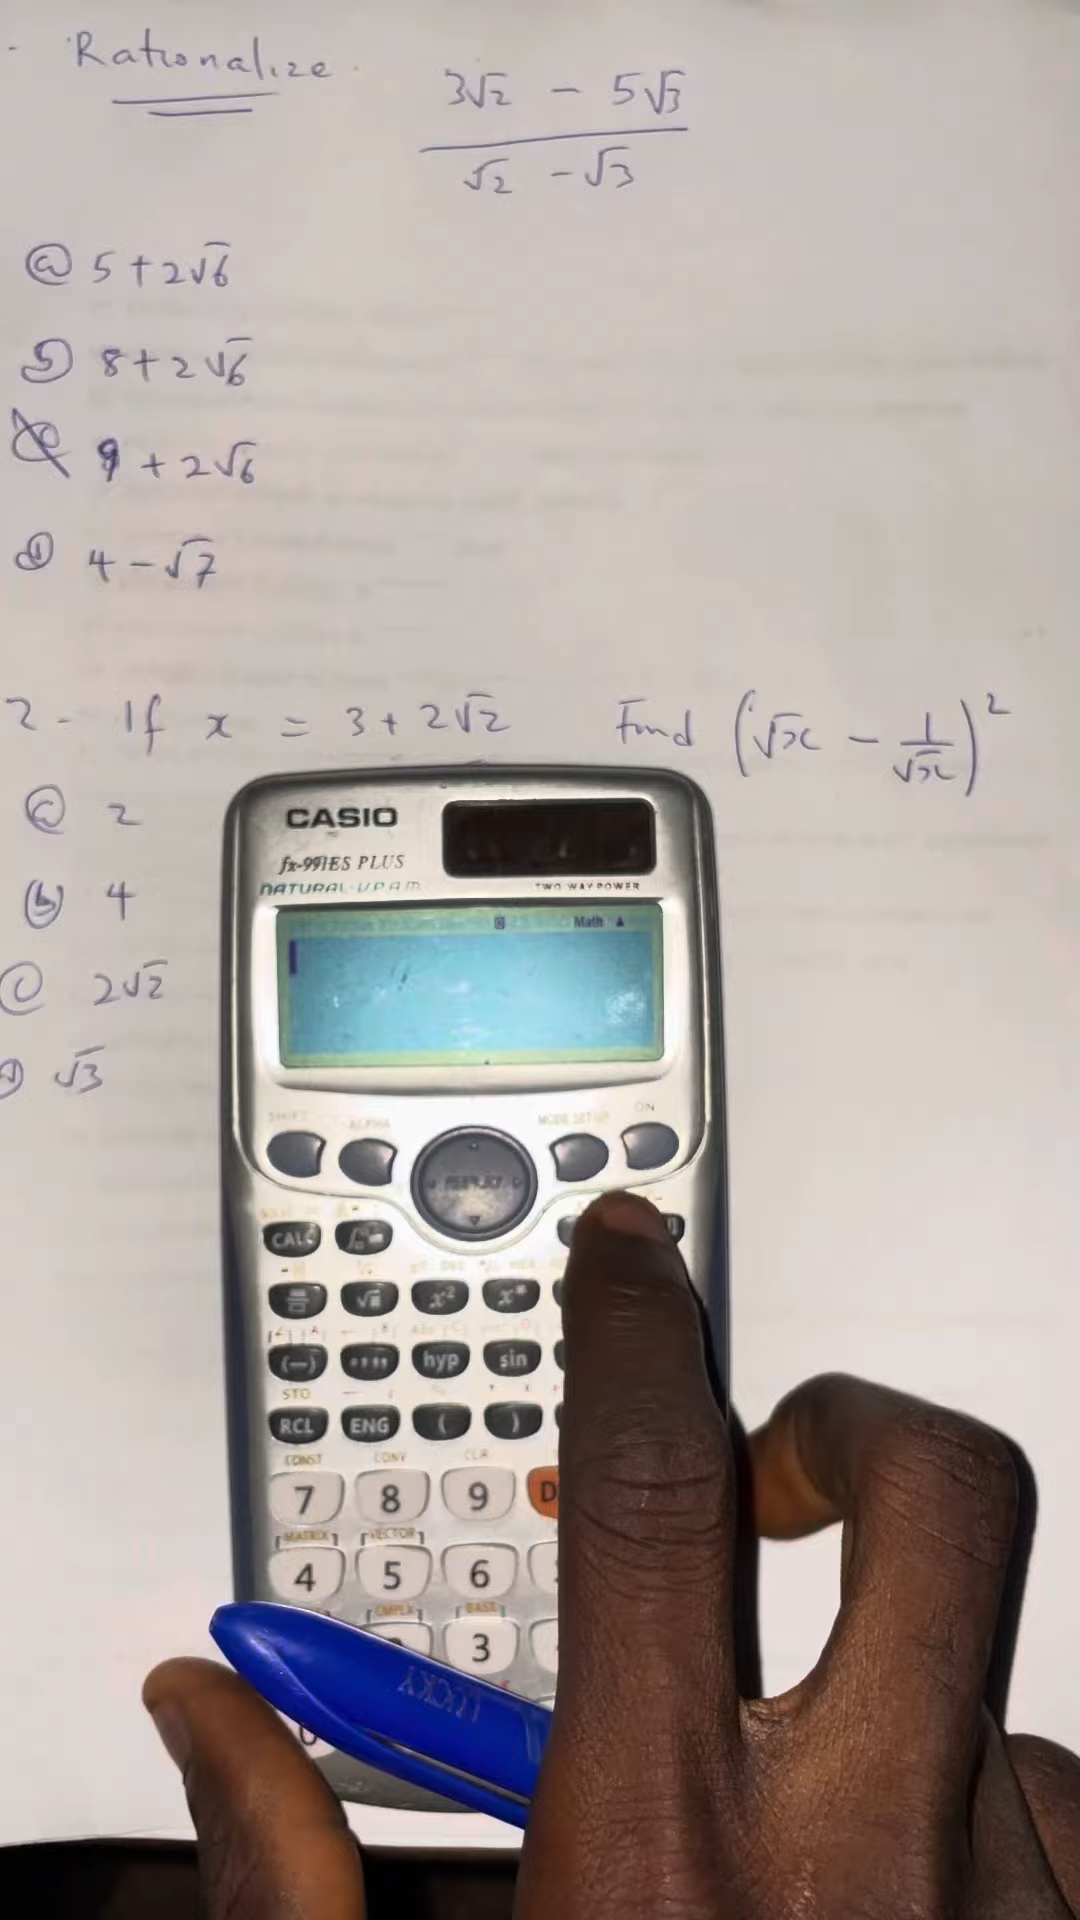 Rationalize. 3√2 - 5√3
√2 - √3
ⓐ 5 + 2√6
ⓑ 8 + 2√6
ⓒ 9 + 2√6
ⓓ 4 - √7
2 - If x = 3 + 2√2 Find (√x - 1/√x)²
ⓐ 2
ⓑ 4
ⓒ 2√2
ⓓ √3
CASIO
fx-991ES PLUS
NATURAL-V.P.A.M.
TWO WAY POWER
Math ▲
SHIFT ALPHA MODE SETUP ON
REPLAY
CALC
√■ x² x■
(-) hyp sin
STO
RCL ENG ( )
CONST CONV CLR
7 8 9 D
MATRIX VECTOR
4 5 6
CMPLX BASE
3
0
LUCKY